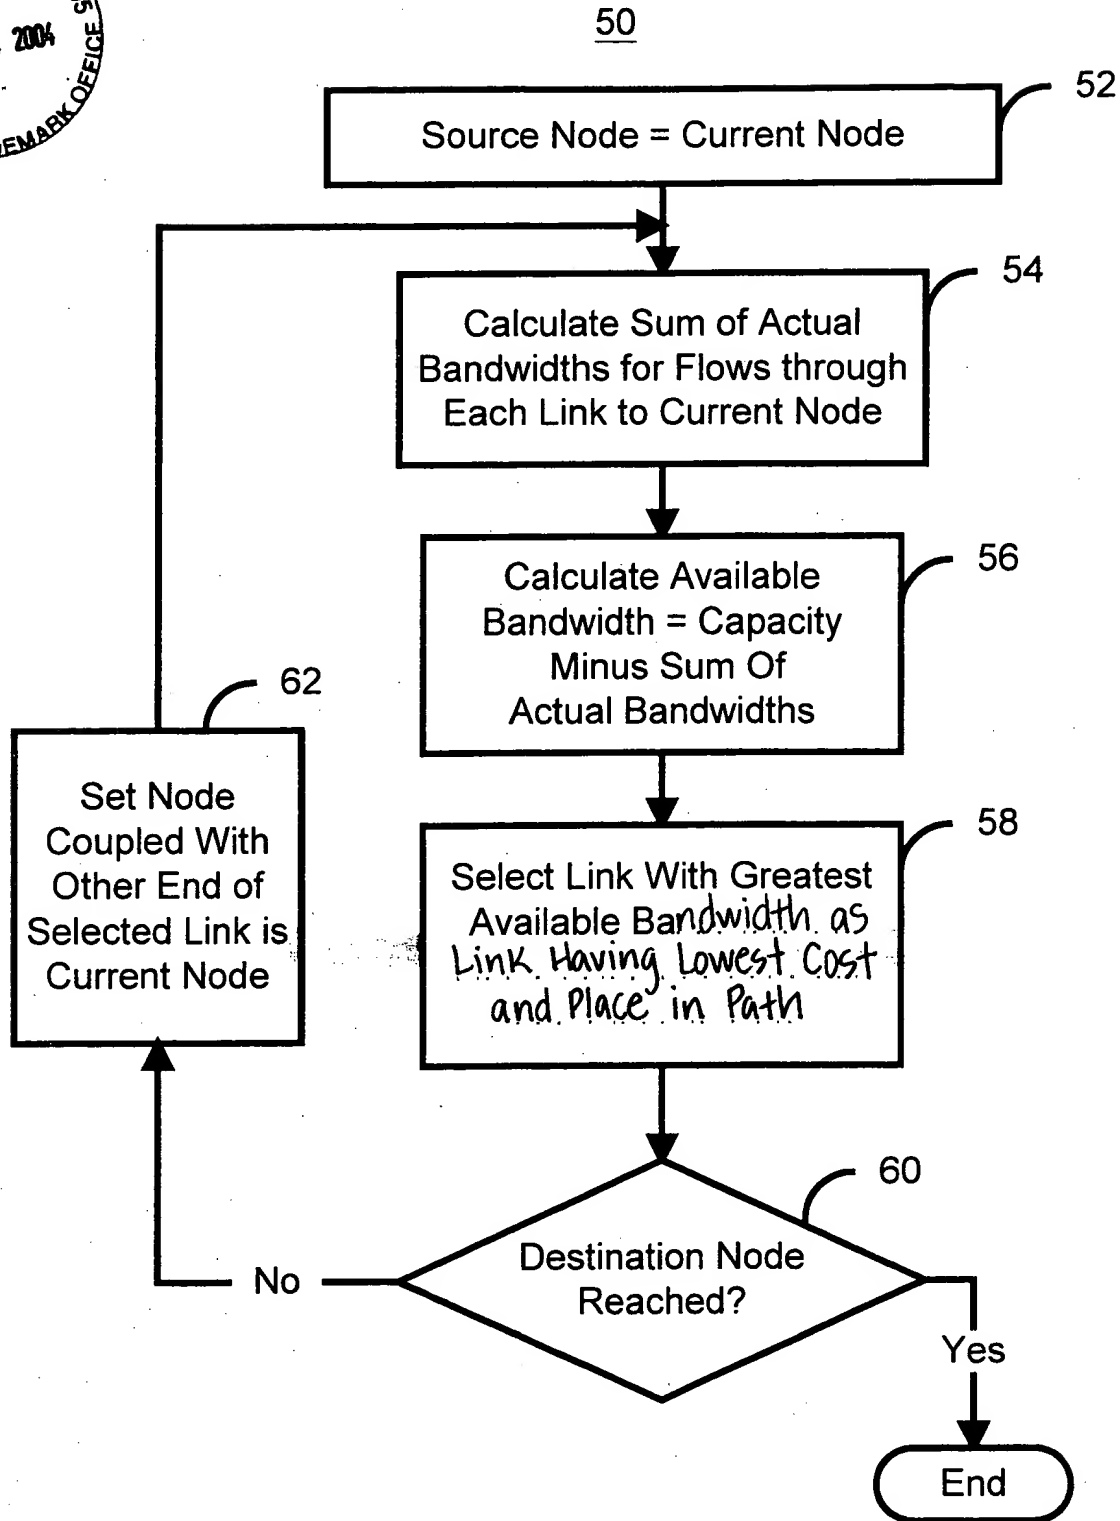 2004
EMARK OFFICE
50
52
Source Node = Current Node
54
Calculate Sum of Actual
Bandwidths for Flows through
Each Link to Current Node
56
Calculate Available
Bandwidth = Capacity
Minus Sum Of
Actual Bandwidths
62
Set Node
Coupled With
Other End of
Selected Link is
Current Node
58
Select Link With Greatest
Available Bandwidth as
Link Having Lowest Cost
and Place in Path
60
Destination Node
Reached?
No
Yes
End